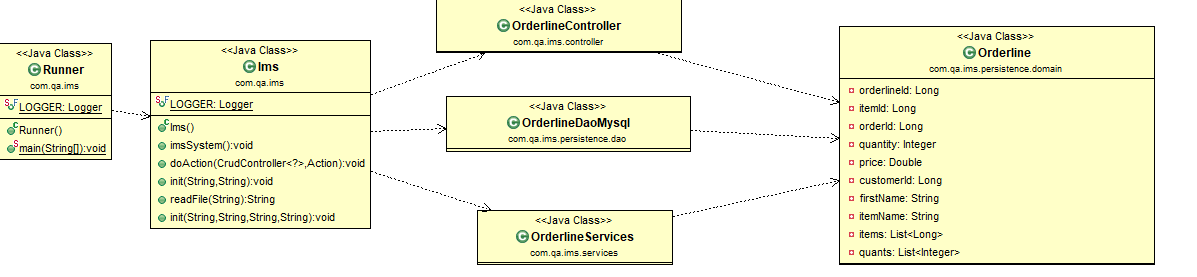 <<Java Class>>
Runner
com.qa.ims
LOGGER: Logger
Runner()
main(String[]):void
<<Java Class>>
Ims
com.qa.ims
LOGGER: Logger
Ims()
imsSystem():void
doAction(CrudController<?>,Action):void
init(String,String):void
readFile(String):String
init(String,String,String,String):void
<<Java Class>>
OrderlineController
com.qa.ims.controller
<<Java Class>>
OrderlineDaoMysql
com.qa.ims.persistence.dao
<<Java Class>>
OrderlineServices
com.qa.ims.services
<<Java Class>>
Orderline
com.qa.ims.persistence.domain
orderlineId: Long
itemId: Long
orderId: Long
quantity: Integer
price: Double
customerId: Long
firstName: String
itemName: String
items: List<Long>
quants: List<Integer>